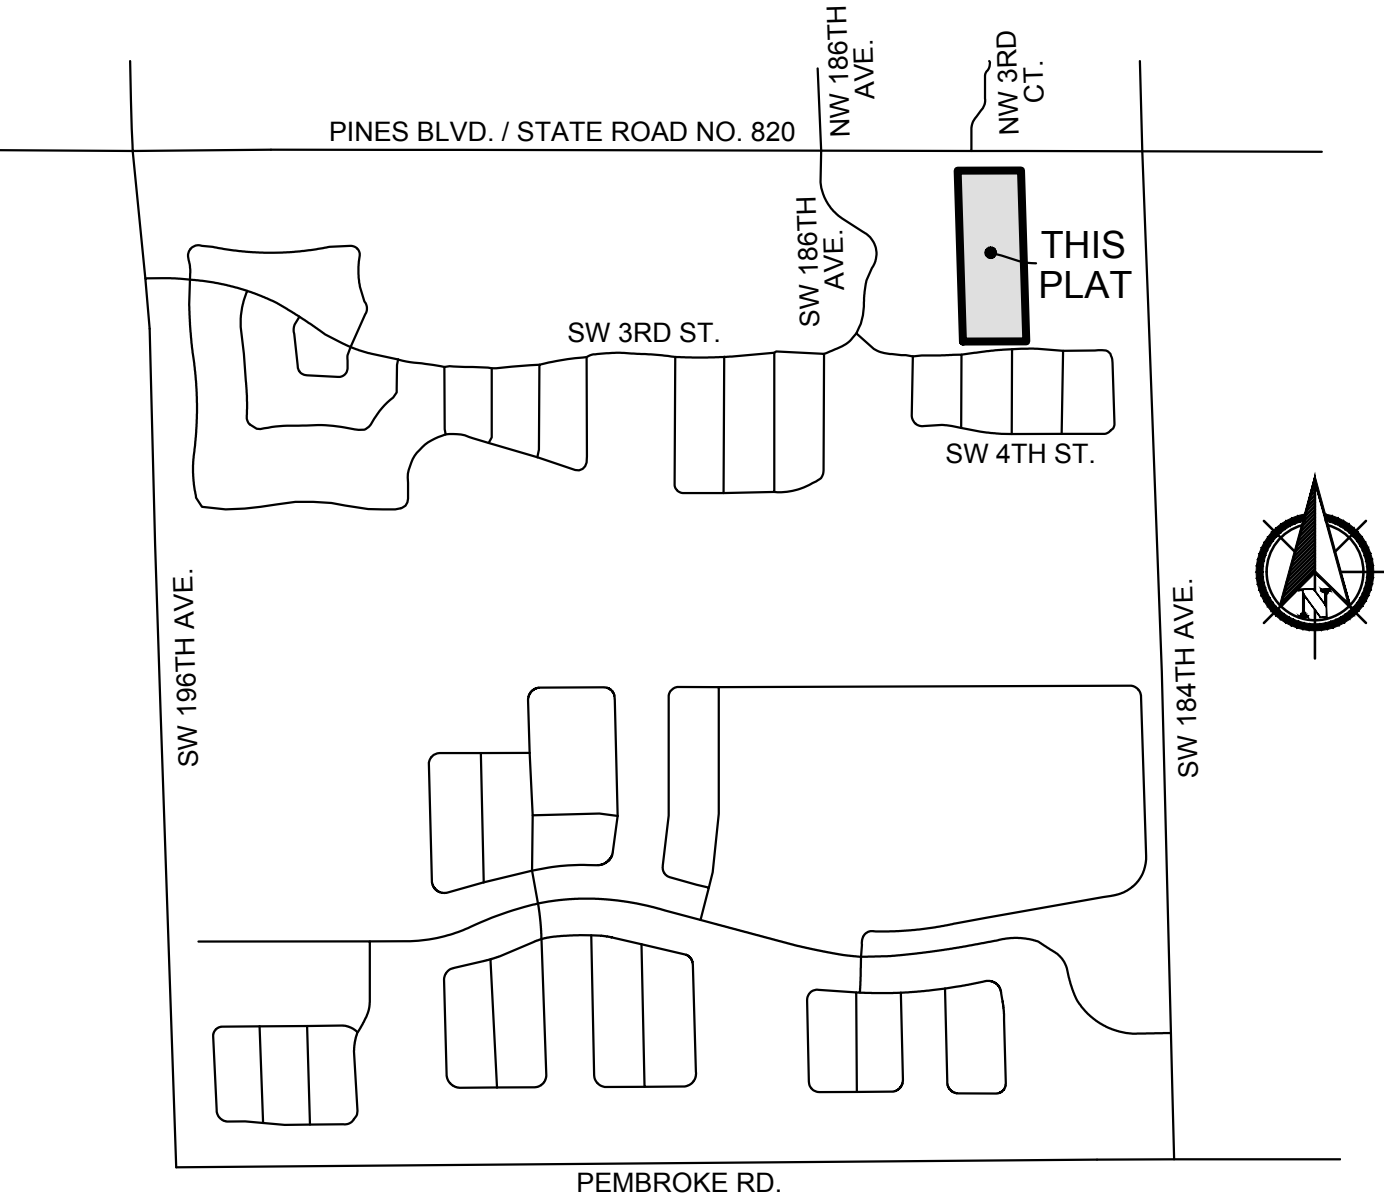 NW 186TH
AVE.
NW 3RD
CT.
PINES BLVD. / STATE ROAD NO. 820
SW 186TH
AVE.
THIS
PLAT
SW 3RD ST.
SW 4TH ST.
SW 196TH AVE.
SW 184TH AVE.
N
PEMBROKE RD.